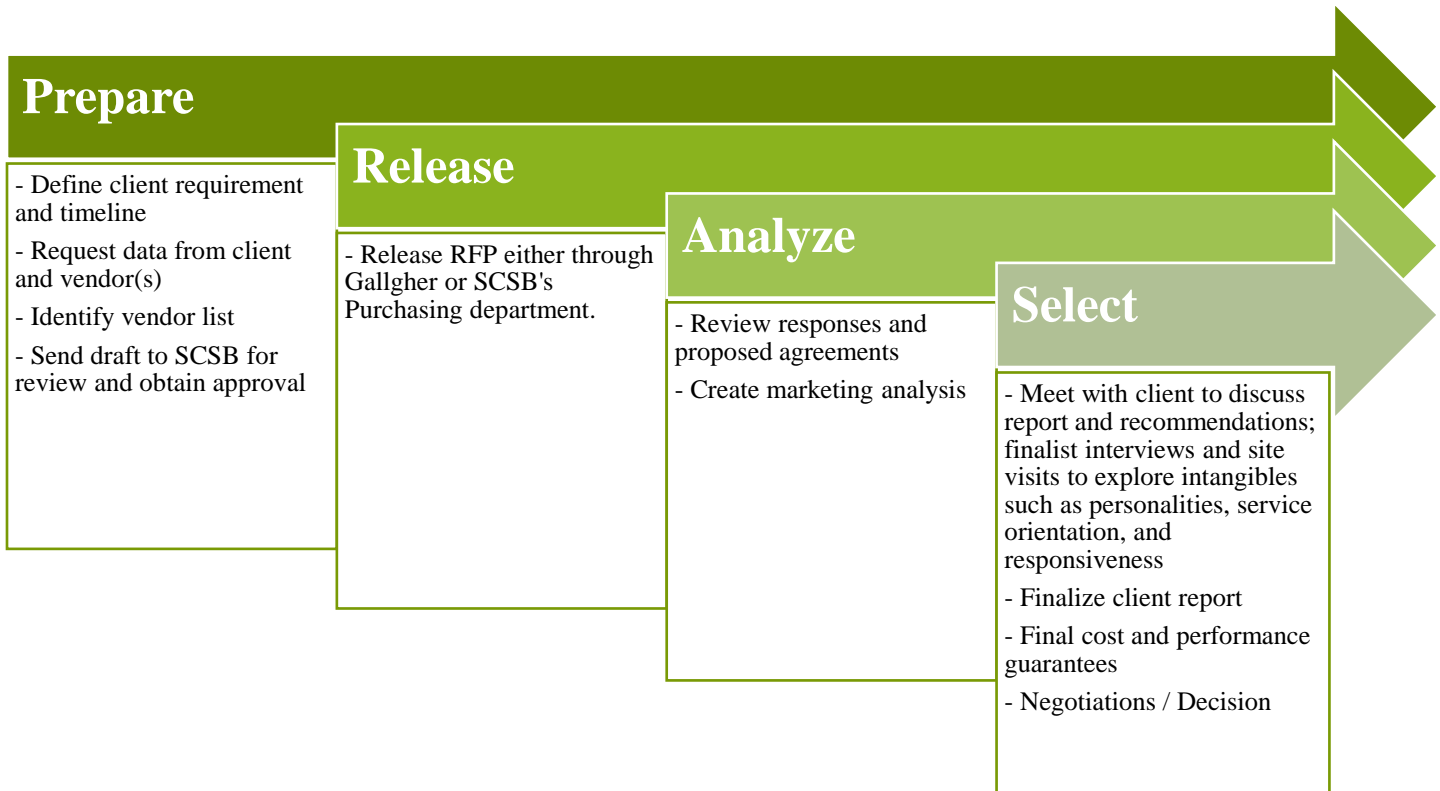 Prepare
- Define client requirement
and timeline
- Request data from client
and vendor(s)
- Identify vendor list
- Send draft to SCSB for
review and obtain approval
Release
- Release RFP either through
Gallgher or SCSB's
Purchasing department.
Analyze
- Review responses and
proposed agreements
- Create marketing analysis
Select
- Meet with client to discuss
report and recommendations;
finalist interviews and site
visits to explore intangibles
such as personalities, service
orientation, and
responsiveness
- Finalize client report
- Final cost and performance
guarantees
- Negotiations / Decision